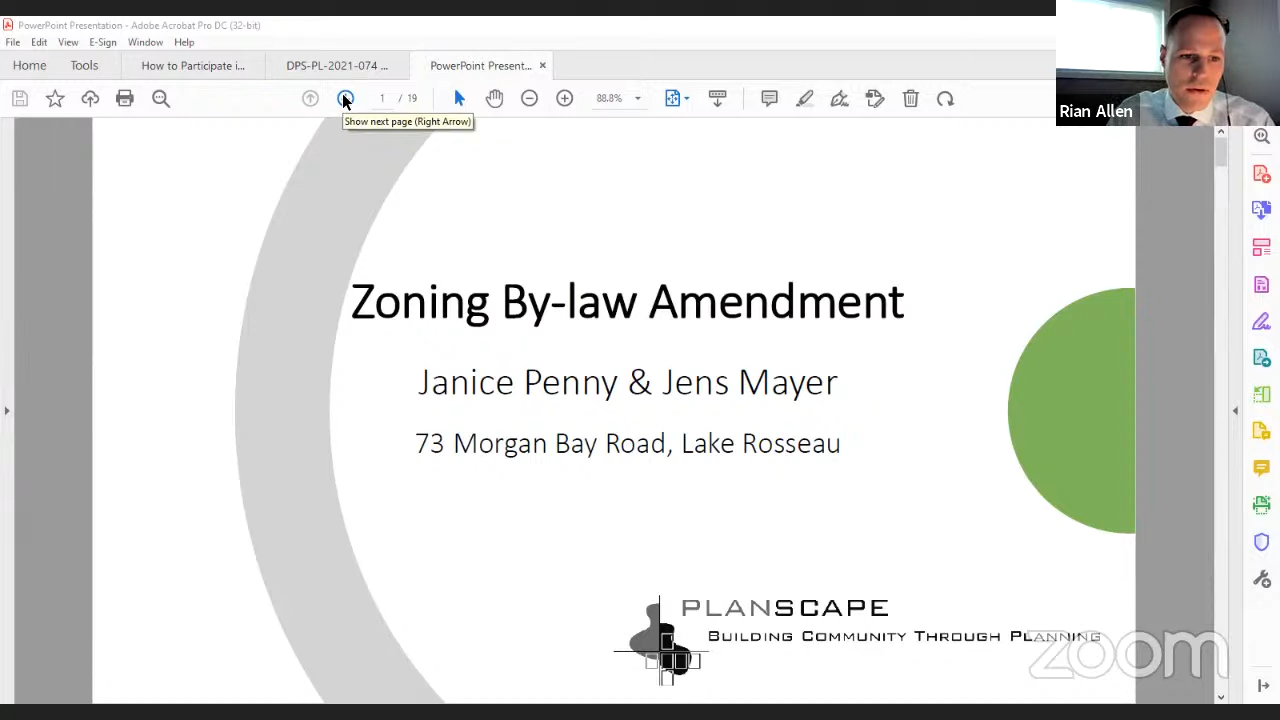 PowerPoint Presentation - Adobe Acrobat Pro DC (32-bit)
File Edit View E-Sign Window Help
Home Tools How to Participate i... DPS-PL-2021-074 ... PowerPoint Present... ×
1 / 19 88.8%
Show next page (Right Arrow)
Rian Allen
Zoning By-law Amendment
Janice Penny & Jens Mayer
73 Morgan Bay Road, Lake Rosseau
PLANSCAPE
BUILDING COMMUNITY THROUGH PLANNING
zoom